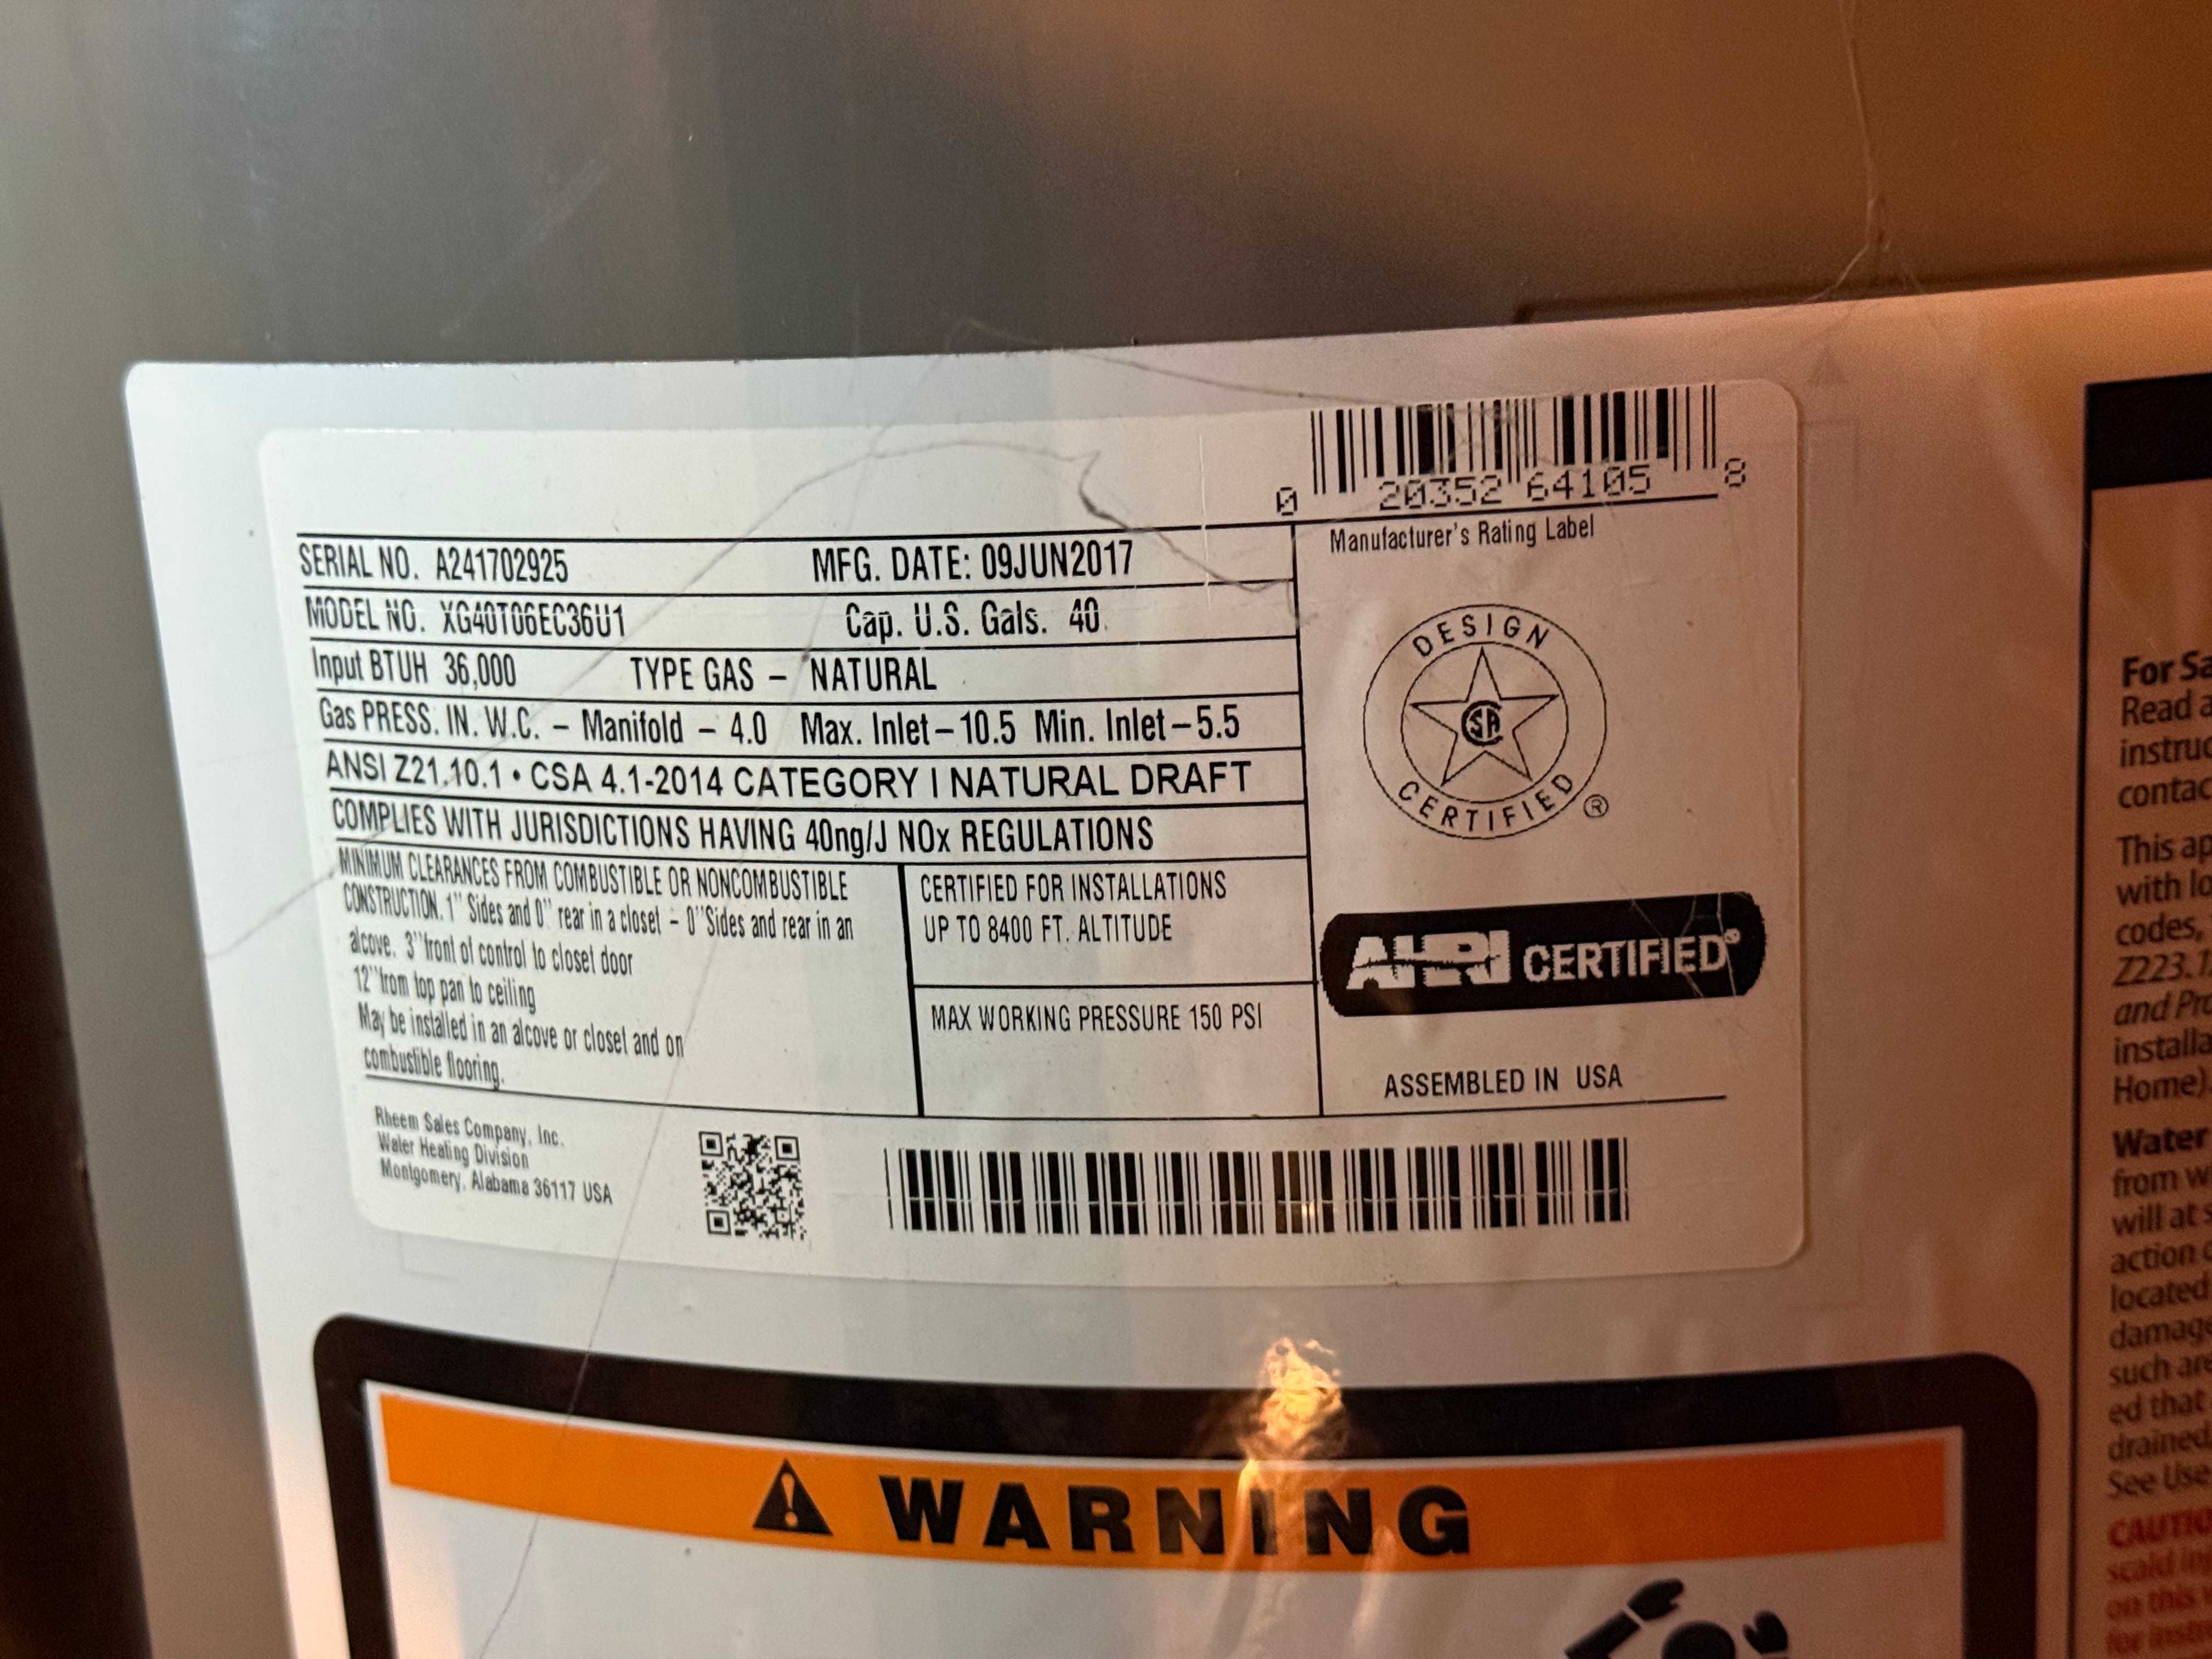 0 20352 64105 8
SERIAL NO. A241702925 MFG. DATE: 09JUN2017
MODEL NO. XG40T06EC36U1 Cap. U.S. Gals. 40
Input BTUH 36,000 TYPE GAS – NATURAL
Gas PRESS. IN. W.C. – Manifold – 4.0 Max. Inlet–10.5 Min. Inlet–5.5
ANSI Z21.10.1 • CSA 4.1-2014 CATEGORY I NATURAL DRAFT
COMPLIES WITH JURISDICTIONS HAVING 40ng/J NOx REGULATIONS
MINIMUM CLEARANCES FROM COMBUSTIBLE OR NONCOMBUSTIBLE
CONSTRUCTION. 1" Sides and 0" rear in a closet – 0"Sides and rear in an
alcove. 3"front of control to closet door
12"from top pan to ceiling
May be installed in an alcove or closet and on
combustible flooring.
CERTIFIED FOR INSTALLATIONS
UP TO 8400 FT. ALTITUDE
MAX WORKING PRESSURE 150 PSI
Manufacturer's Rating Label
DESIGN
CSA
CERTIFIED ®
AHRI CERTIFIED®
ASSEMBLED IN USA
Rheem Sales Company, Inc.
Water Heating Division
Montgomery, Alabama 36117 USA
WARNING
For Sa
Read a
instruc
contac
This ap
with lo
codes,
Z223.1
and Pro
installa
Home)
Water
from w
will at s
action o
located
damage
such are
ed that
drained
See Use
CAUTIO
scald inj
on this
for instr